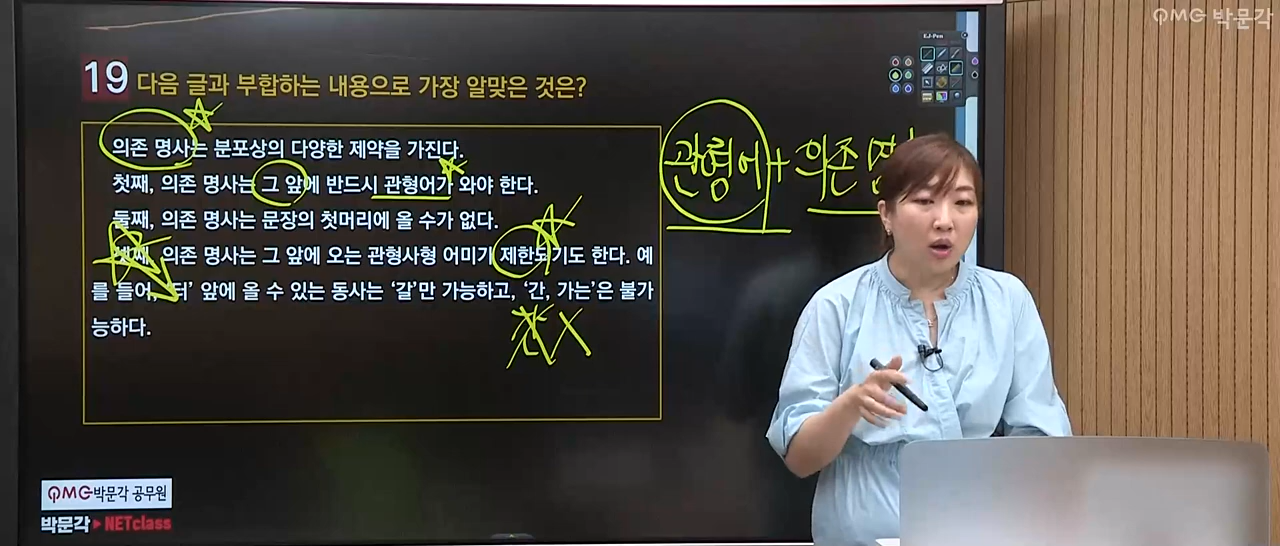 QMG 박문각
EJ-Pen
19 다음 글과 부합하는 내용으로 가장 알맞은 것은?
의존 명사는 분포상의 다양한 제약을 가진다.
첫째, 의존 명사는 그 앞에 반드시 관형어가 와야 한다.
둘째, 의존 명사는 문장의 첫머리에 올 수가 없다.
셋째, 의존 명사는 그 앞에 오는 관형사형 어미가 제한되기도 한다. 예
를 들어, '터' 앞에 올 수 있는 동사는 '갈'만 가능하고, '간, 가는'은 불가
능하다.
관형어 + 의존
QMG박문각 공무원
박문각 ▶ NETclass